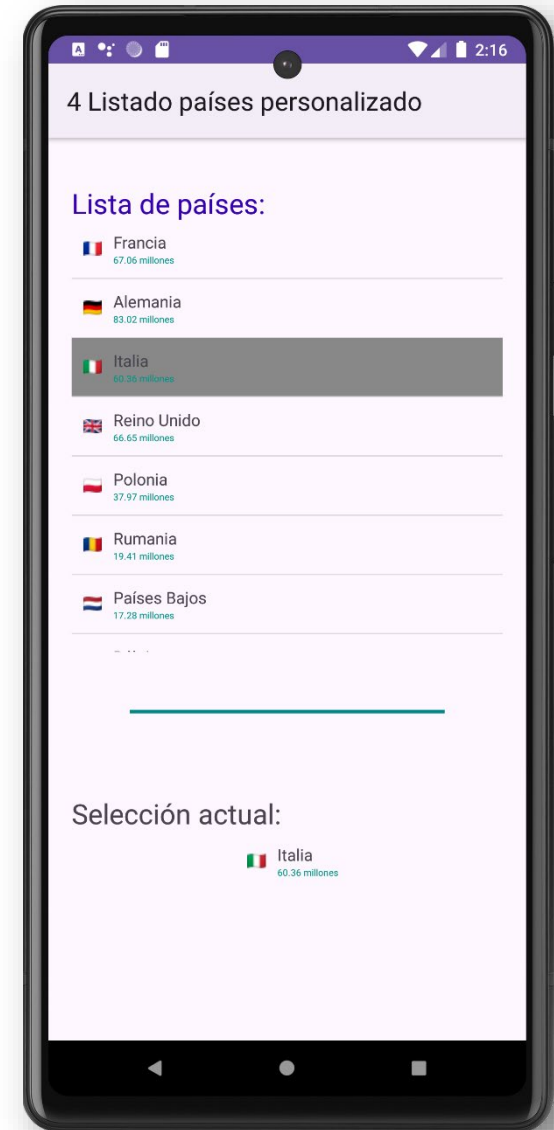 2:16
4 Listado países personalizado
Lista de países:
Francia
67.06 millones
Alemania
83.02 millones
Italia
60.36 millones
Reino Unido
66.65 millones
Polonia
37.97 millones
Rumania
19.41 millones
Países Bajos
17.28 millones
Selección actual:
Italia
60.36 millones